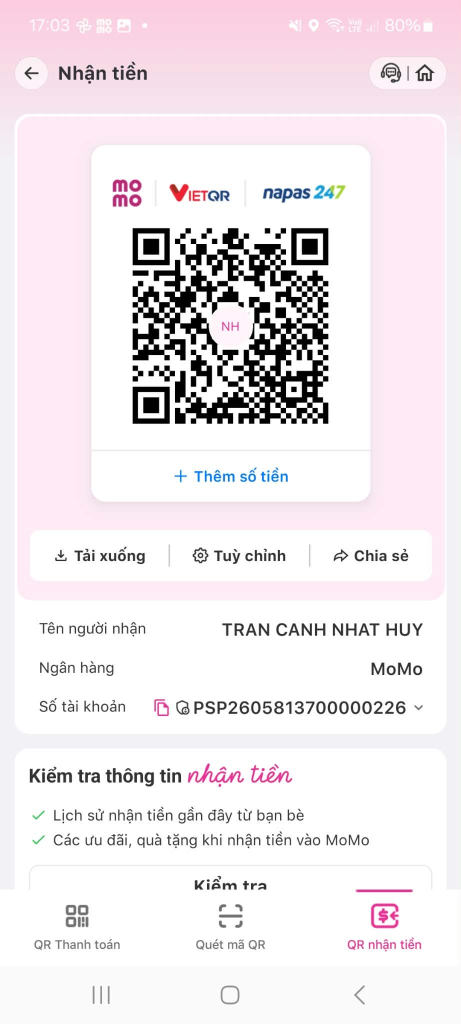 17:03
VoLTE
80%
Nhận tiền
mo
mo
VIETQR
napas 247
NH
+ Thêm số tiền
Tải xuống
Tuỳ chỉnh
Chia sẻ
Tên người nhận
TRAN CANH NHAT HUY
Ngân hàng
MoMo
Số tài khoản
PSP2605813700000226
Kiểm tra thông tin nhận tiền
Lịch sử nhận tiền gần đây từ bạn bè
Các ưu đãi, quà tặng khi nhận tiền vào MoMo
Kiểm tra
QR Thanh toán
Quét mã QR
QR nhận tiền